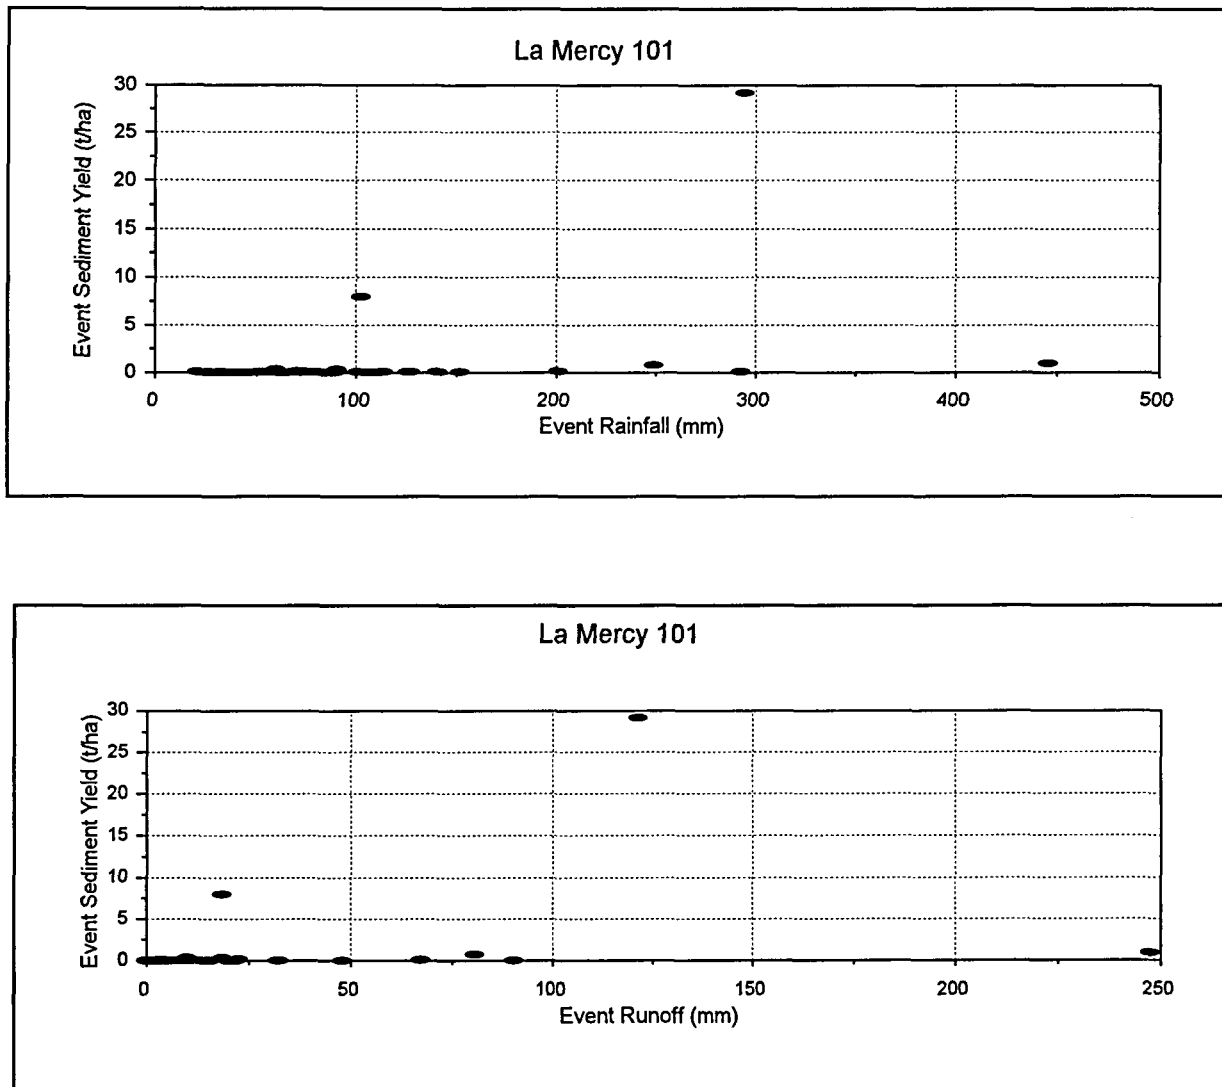 La Mercy 101
Event Sediment Yield (t/ha)
30
25
20
15
10
5
0
0 100 200 300 400 500
Event Rainfall (mm)
La Mercy 101
Event Sediment Yield (t/ha)
30
25
20
15
10
5
0
0 50 100 150 200 250
Event Runoff (mm)